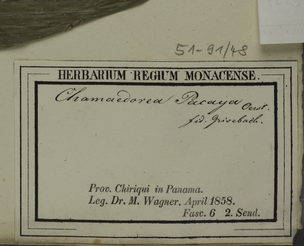 51-91/48
HERBARIUM REGIUM MONACENSE.
Chamaedorea Pacaya Oerst.
fid. Grisebach.
Prov. Chiriqui in Panama.
Leg. Dr. M. Wagner, April 1858.
Fasc. 6 2. Send.